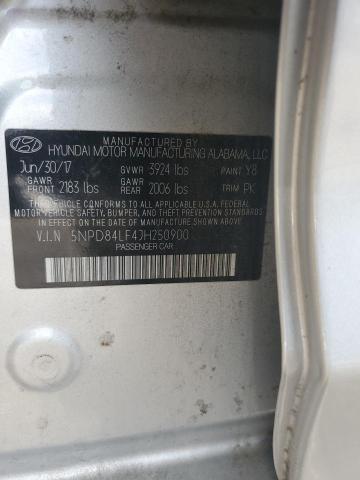 MANUFACTURED BY
HYUNDAI MOTOR MANUFACTURING ALABAMA, LLC
Jun/30/17 GVWR 3924 lbs PAINT Y8
GAWR FRONT 2183 lbs GAWR REAR 2006 lbs TRIM PK
THIS VEHICLE CONFORMS TO ALL APPLICABLE U.S. FEDERAL
MOTOR VEHICLE SAFETY, BUMPER, AND THEFT PREVENTION STANDARDS
IN EFFECT ON THE DATE OF MANUFACTURE SHOWN ABOVE.
V.I.N 5NPD84LF4JH250900
PASSENGER CAR